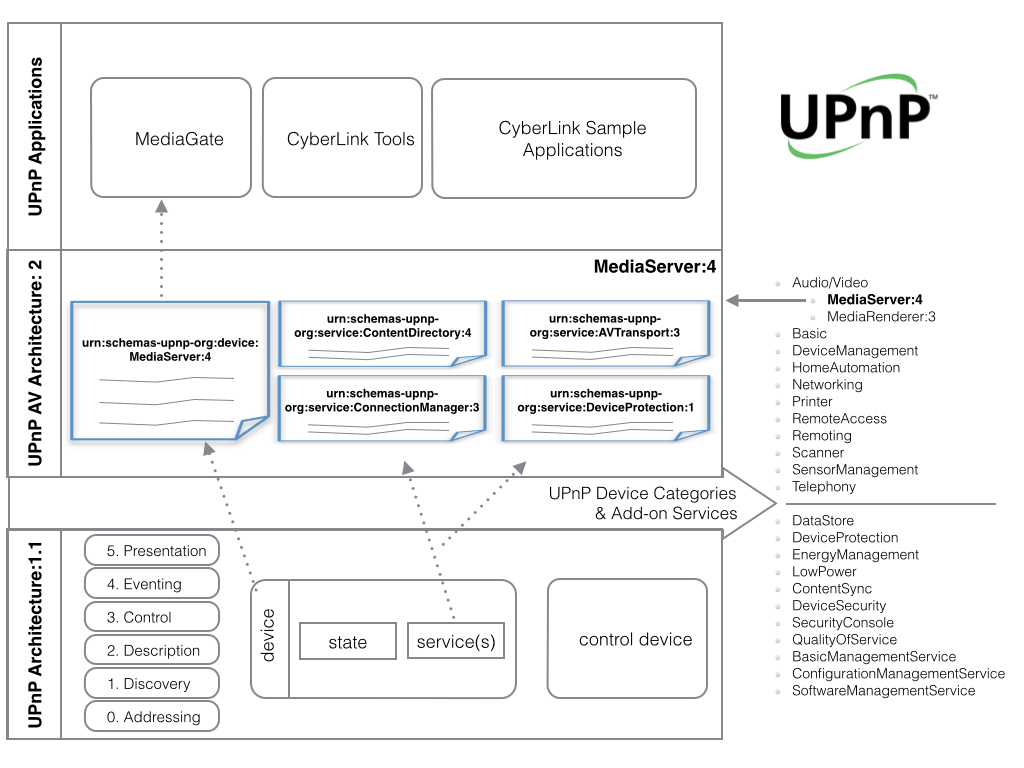 UPnP Applications
MediaGate
CyberLink Tools
CyberLink Sample
Applications
UPnP™
UPnP AV Architecture: 2
MediaServer:4
urn:schemas-upnp-org:device:
MediaServer:4
urn:schemas-upnp-
org:service:ContentDirectory:4
urn:schemas-upnp-
org:service:AVTransport:3
urn:schemas-upnp-
org:service:ConnectionManager:3
urn:schemas-upnp-
org:service:DeviceProtection:1
UPnP Device Categories
& Add-on Services
UPnP Architecture:1.1
5. Presentation
4. Eventing
3. Control
2. Description
1. Discovery
0. Addressing
device
state
service(s)
control device
Audio/Video
MediaServer:4
MediaRenderer:3
Basic
DeviceManagement
HomeAutomation
Networking
Printer
RemoteAccess
Remoting
Scanner
SensorManagement
Telephony
DataStore
DeviceProtection
EnergyManagement
LowPower
ContentSync
DeviceSecurity
SecurityConsole
QualityOfService
BasicManagementService
ConfigurationManagementService
SoftwareManagementService